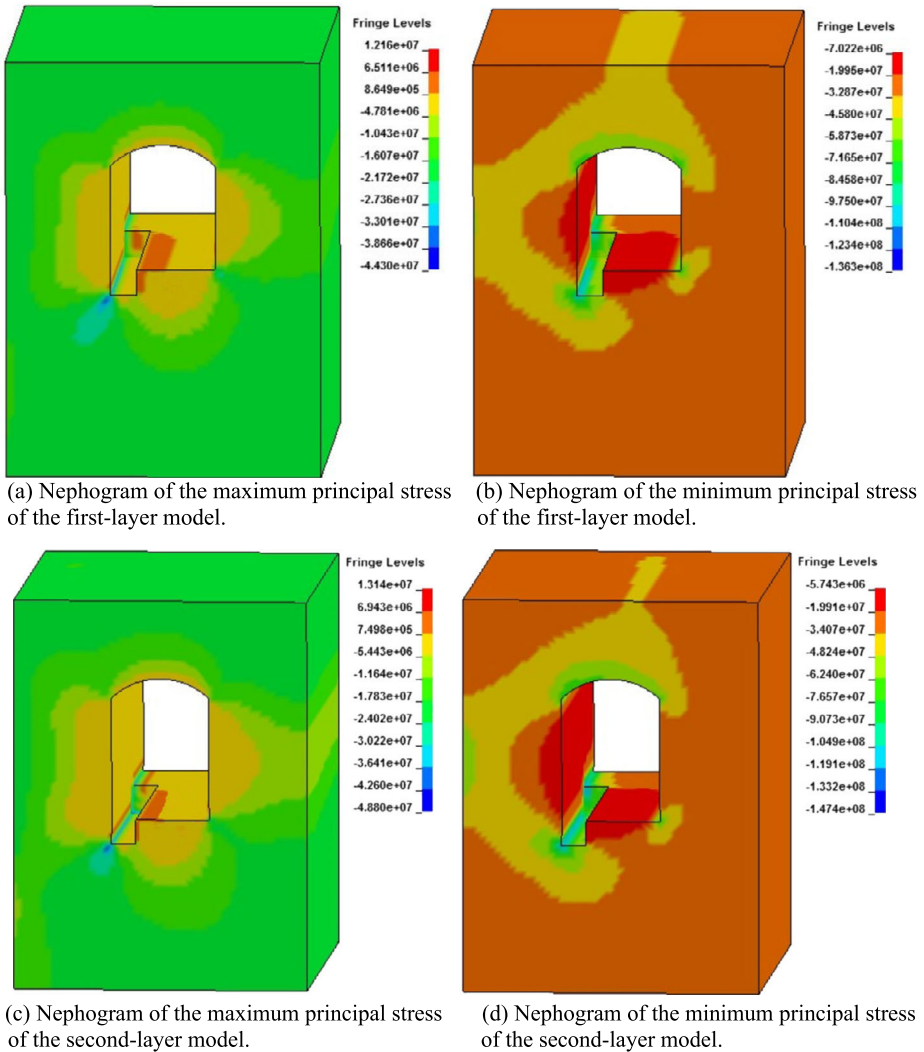 Fringe Levels
1.216e+07
6.511e+06
8.649e+05
-4.781e+06
-1.043e+07
-1.607e+07
-2.172e+07
-2.736e+07
-3.301e+07
-3.866e+07
-4.430e+07
Fringe Levels
-7.022e+06
-1.995e+07
-3.287e+07
-4.580e+07
-5.873e+07
-7.165e+07
-8.458e+07
-9.750e+07
-1.104e+08
-1.234e+08
-1.363e+08
(a) Nephogram of the maximum principal stress
of the first-layer model.
(b) Nephogram of the minimum principal stress
of the first-layer model.
Fringe Levels
1.314e+07
6.943e+06
7.498e+05
-5.443e+06
-1.164e+07
-1.783e+07
-2.402e+07
-3.022e+07
-3.641e+07
-4.260e+07
-4.880e+07
Fringe Levels
-5.743e+06
-1.991e+07
-3.407e+07
-4.824e+07
-6.240e+07
-7.657e+07
-9.073e+07
-1.049e+08
-1.191e+08
-1.332e+08
-1.474e+08
(c) Nephogram of the maximum principal stress
of the second-layer model.
(d) Nephogram of the minimum principal stress
of the second-layer model.